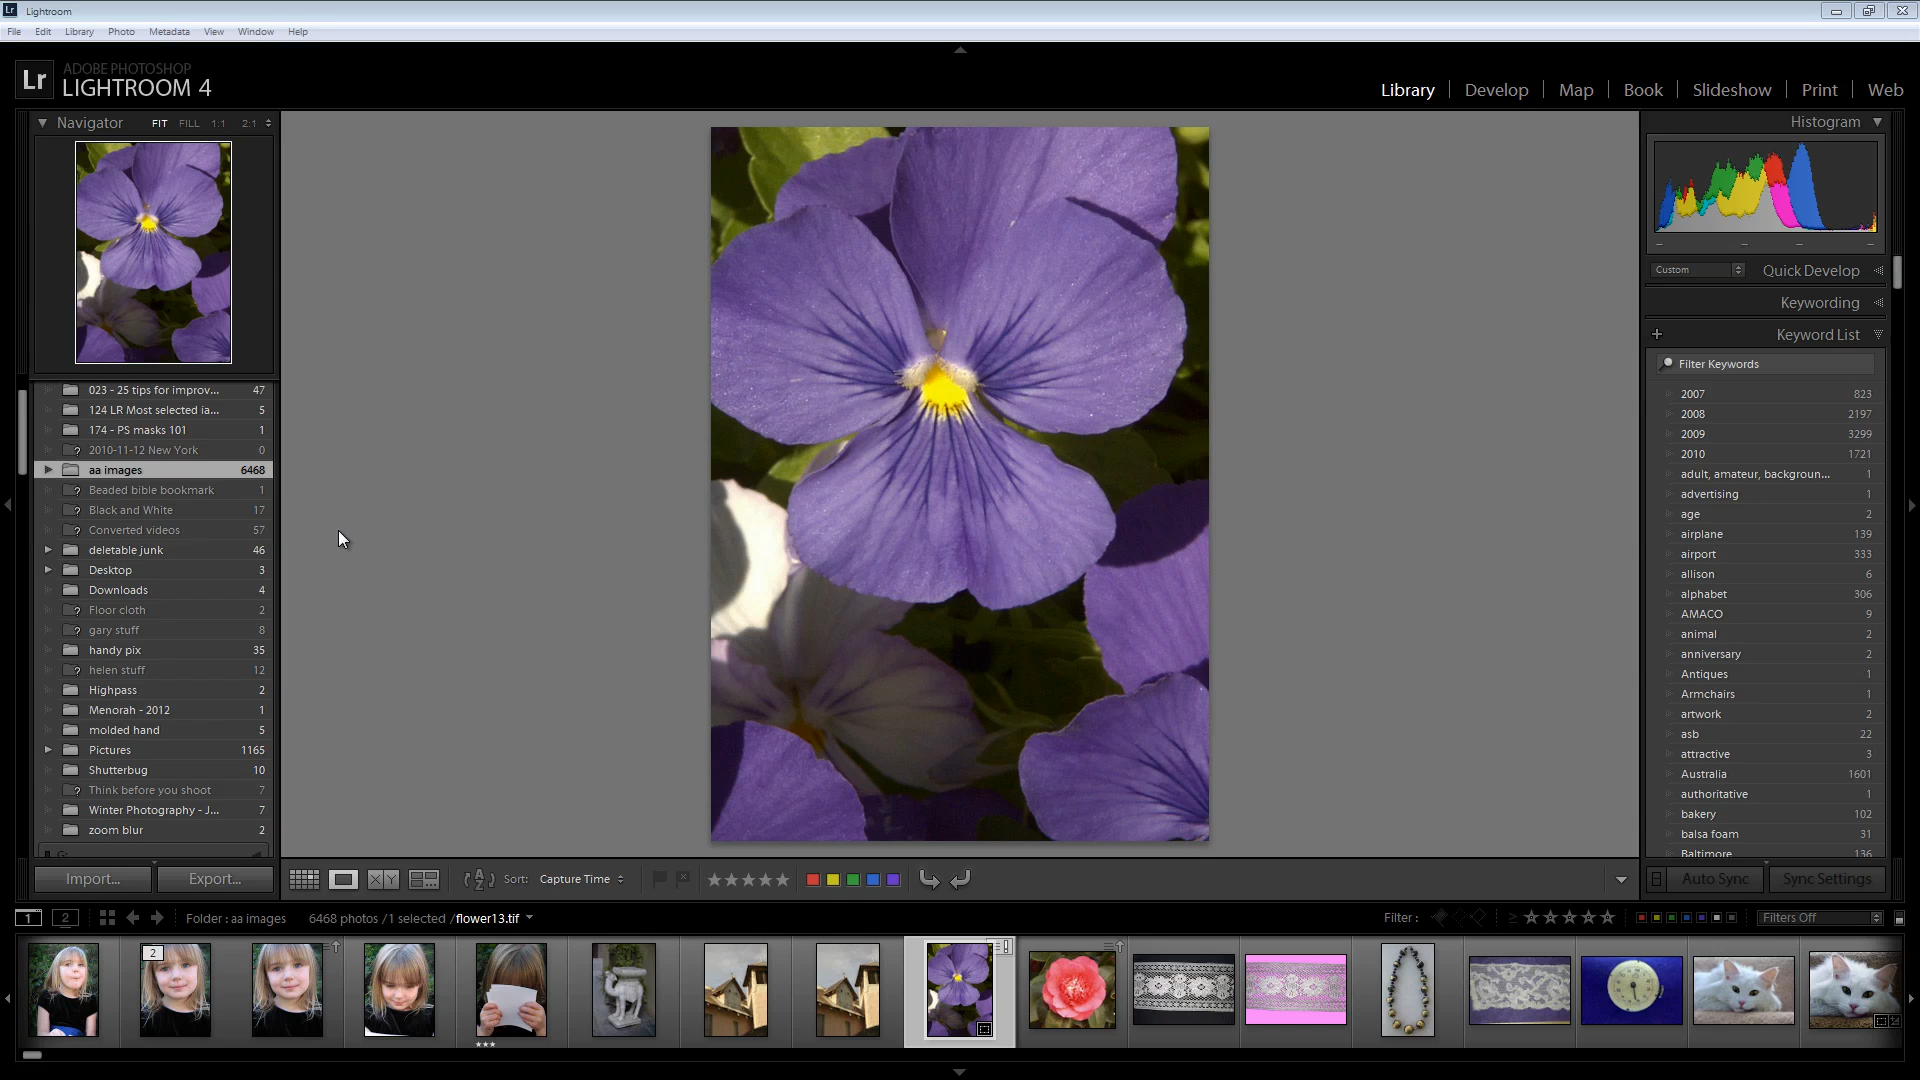 Lr Lightroom
File Edit Library Photo Metadata View Window Help
Lr ADOBE PHOTOSHOP
LIGHTROOM 4
Library Develop Map Book Slideshow Print Web
Navigator FIT FILL 1:1 2:1
023 - 25 tips for improv... 47
124 LR Most selected ia... 5
174 - PS masks 101 1
2010-11-12 New York 0
aa images 6468
Beaded bible bookmark 1
Black and White 17
Converted videos 57
deletable junk 46
Desktop 3
Downloads 4
Floor cloth 2
gary stuff 8
handy pix 35
helen stuff 12
Highpass 2
Menorah - 2012 1
molded hand 5
Pictures 1165
Shutterbug 10
Think before you shoot 7
Winter Photography - J... 7
zoom blur 2
Import... Export...
Histogram
Custom Quick Develop
Keywording
+ Keyword List
Filter Keywords
2007 823
2008 2197
2009 3299
2010 1721
adult, amateur, backgroun... 1
advertising 1
age 2
airplane 139
airport 333
allison 6
alphabet 306
AMACO 9
animal 2
anniversary 2
Antiques 1
Armchairs 1
artwork 2
asb 22
attractive 3
Australia 1601
authoritative 1
bakery 102
balsa foam 31
Baltimore 136
Auto Sync Sync Settings
X Y A Z Sort: Capture Time
1 2 Folder : aa images 6468 photos /1 selected /flower13.tif Filter : Filters Off
2